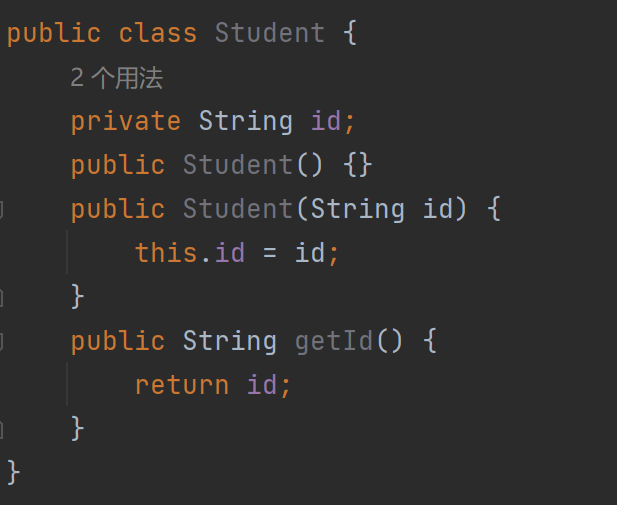 public class Student {
2 个用法
private String id;
public Student() {}
public Student(String id) {
this.id = id;
}
public String getId() {
return id;
}
}